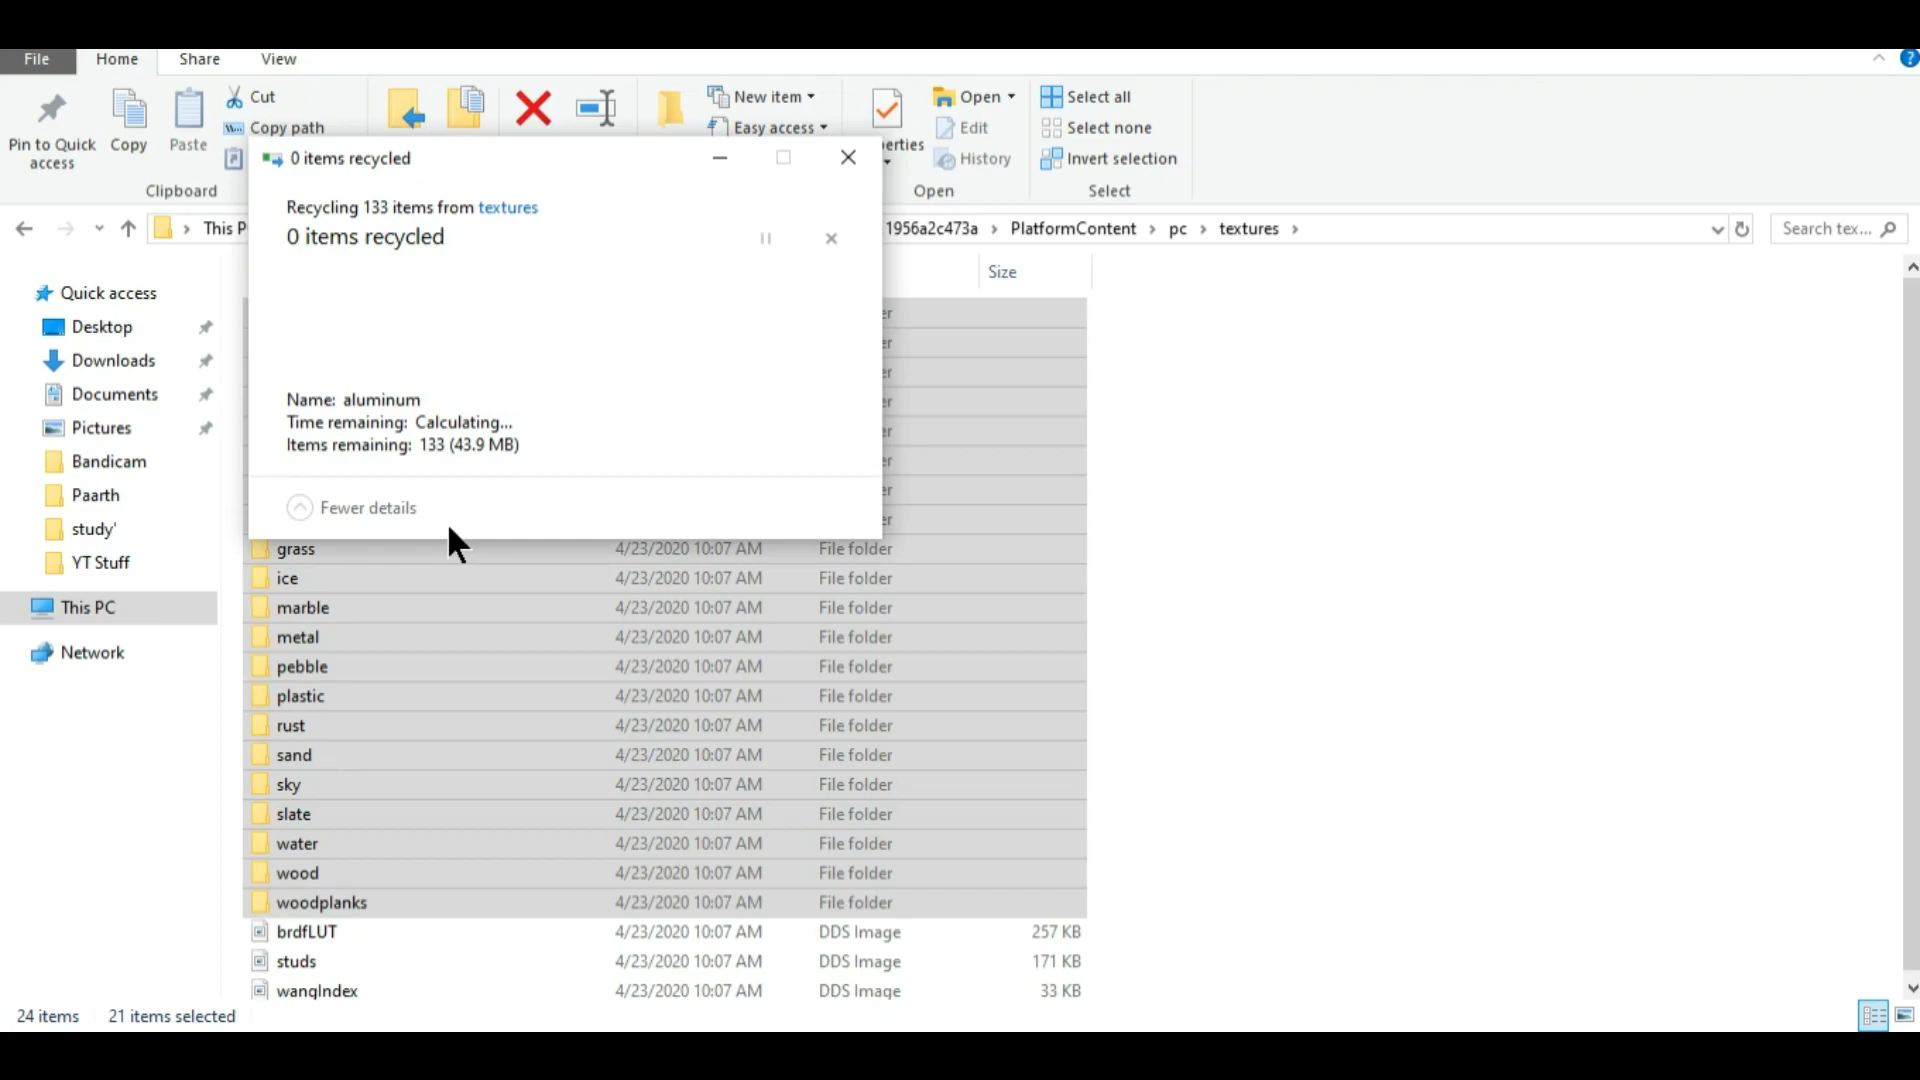 File Home Share View
Pin to Quick access
Copy
Paste
Cut
Copy path
Clipboard
New item
Easy access
erties
Open
Edit
History
Open
Select all
Select none
Invert selection
Select
0 items recycled
Recycling 133 items from textures
0 items recycled
Name: aluminum
Time remaining: Calculating...
Items remaining: 133 (43.9 MB)
Fewer details
This P
1956a2c473a > PlatformContent > pc > textures >
Search tex...
Size
Quick access
Desktop
Downloads
Documents
Pictures
Bandicam
Paarth
study'
YT Stuff
This PC
Network
er
er
er
er
er
er
er
er
grass 4/23/2020 10:07 AM File folder
ice 4/23/2020 10:07 AM File folder
marble 4/23/2020 10:07 AM File folder
metal 4/23/2020 10:07 AM File folder
pebble 4/23/2020 10:07 AM File folder
plastic 4/23/2020 10:07 AM File folder
rust 4/23/2020 10:07 AM File folder
sand 4/23/2020 10:07 AM File folder
sky 4/23/2020 10:07 AM File folder
slate 4/23/2020 10:07 AM File folder
water 4/23/2020 10:07 AM File folder
wood 4/23/2020 10:07 AM File folder
woodplanks 4/23/2020 10:07 AM File folder
brdfLUT 4/23/2020 10:07 AM DDS Image 257 KB
studs 4/23/2020 10:07 AM DDS Image 171 KB
wangIndex 4/23/2020 10:07 AM DDS Image 33 KB
24 items 21 items selected